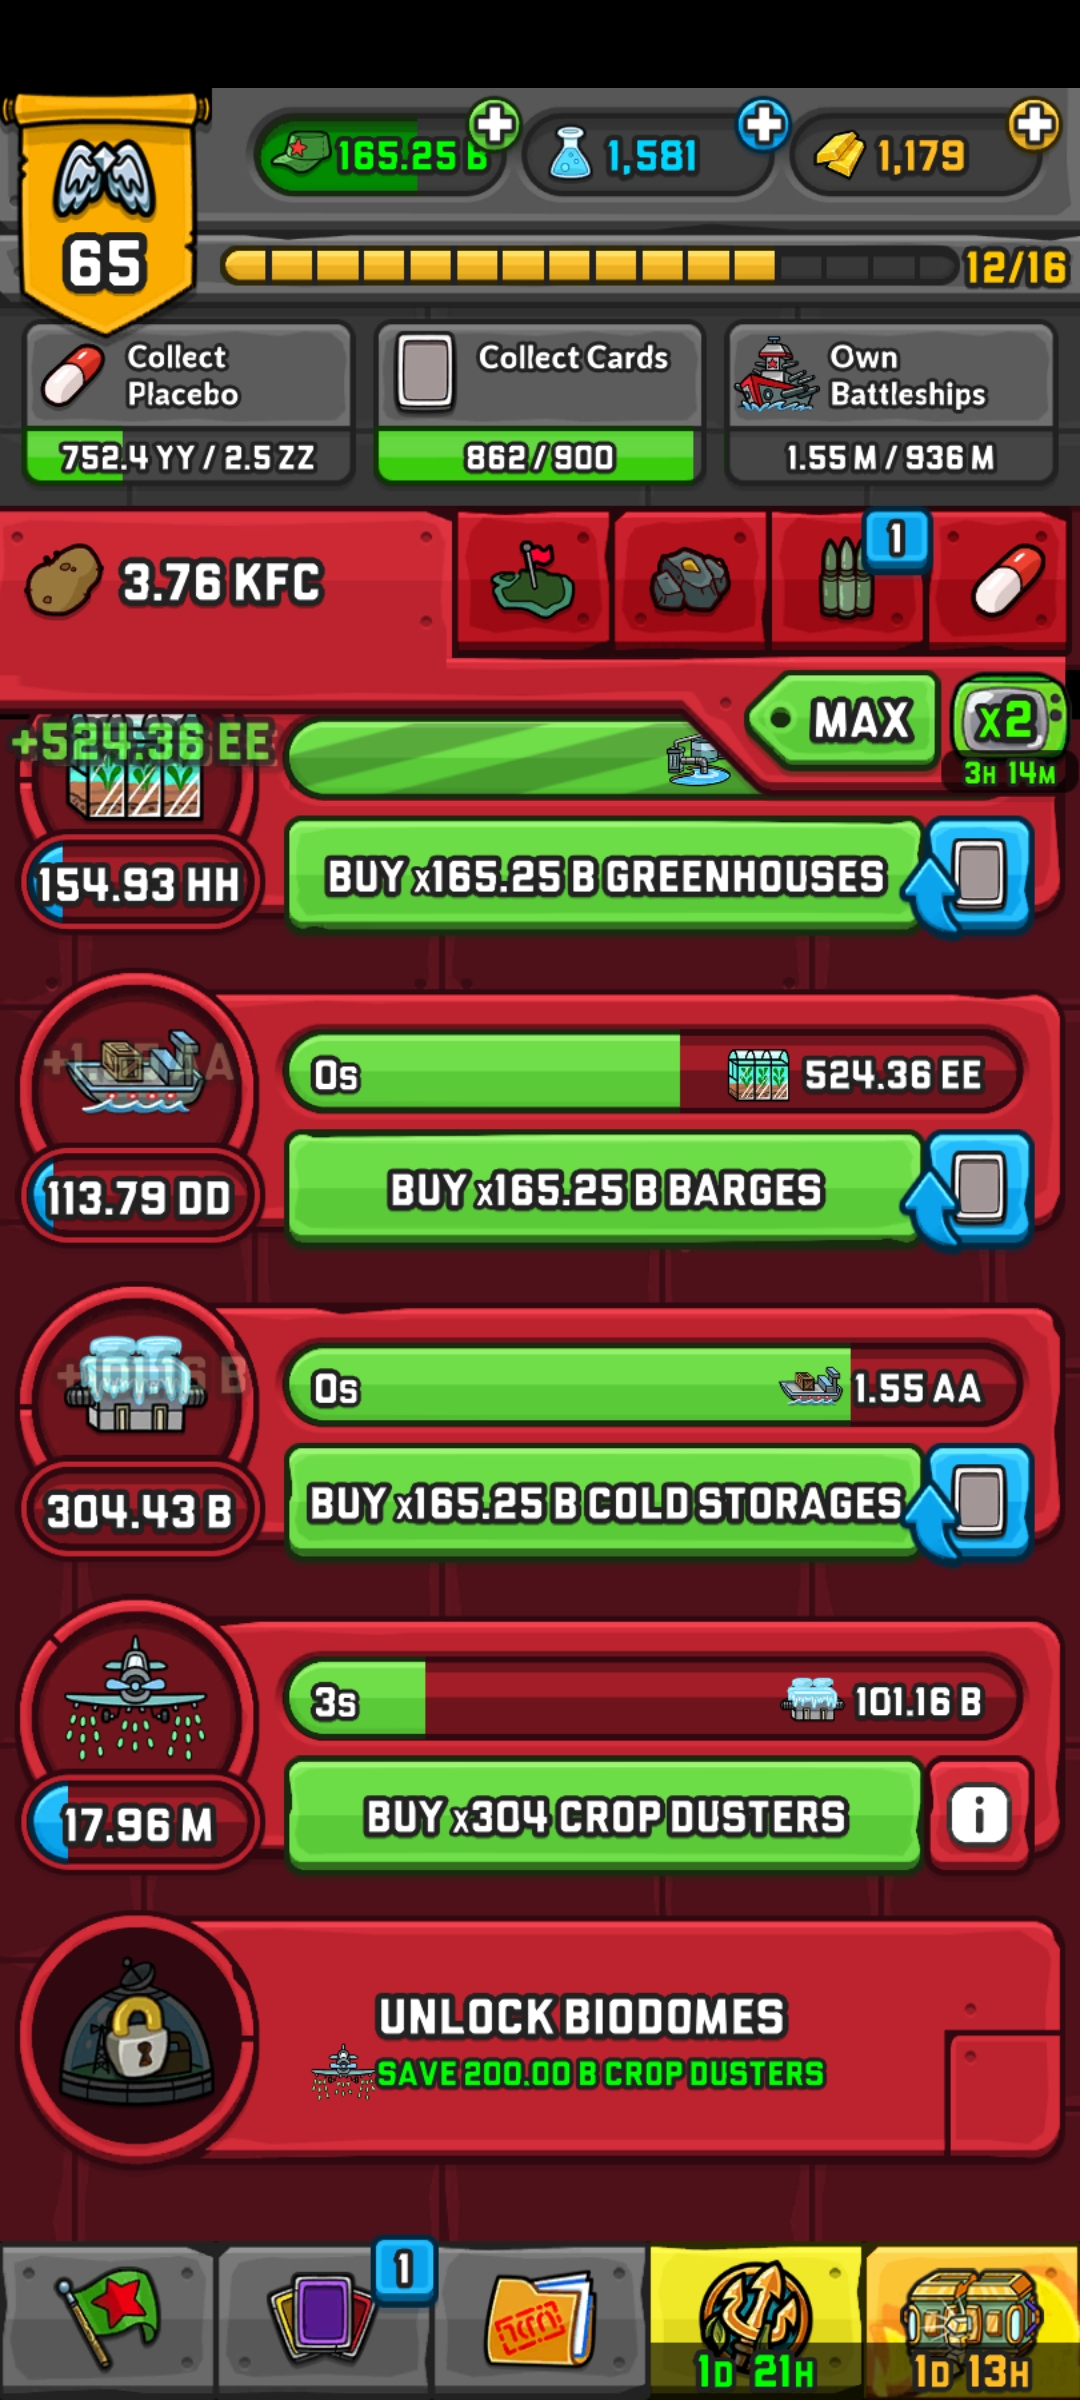 165.25 B
1,581
1,179
65
12/16
Collect
Placebo
752.4 YY / 2.5 ZZ
Collect Cards
862/900
Own
Battleships
1.55 M / 936 M
3.76 KFC
1
MAX
x2
3H 14M
+524.36 EE
154.93 HH
BUY x165.25 B GREENHOUSES
0s
524.36 EE
113.79 DD
BUY x165.25 B BARGES
0s
1.55 AA
304.43 B
BUY x165.25 B COLD STORAGES
3s
101.16 B
17.96 M
BUY x304 CROP DUSTERS
i
UNLOCK BIODOMES
SAVE 200.00 B CROP DUSTERS
1
1D 21H
1D 13H